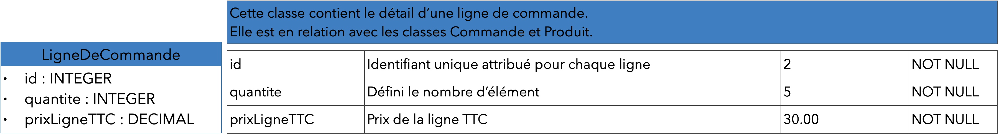 Cette classe contient le détail d’une ligne de commande.
Elle est en relation avec les classes Commande et Produit.
LigneDeCommande
• id : INTEGER
• quantite : INTEGER
• prixLigneTTC : DECIMAL
id Identifiant unique attribué pour chaque ligne 2 NOT NULL
quantite Défini le nombre d’élément 5 NOT NULL
prixLigneTTC Prix de la ligne TTC 30.00 NOT NULL